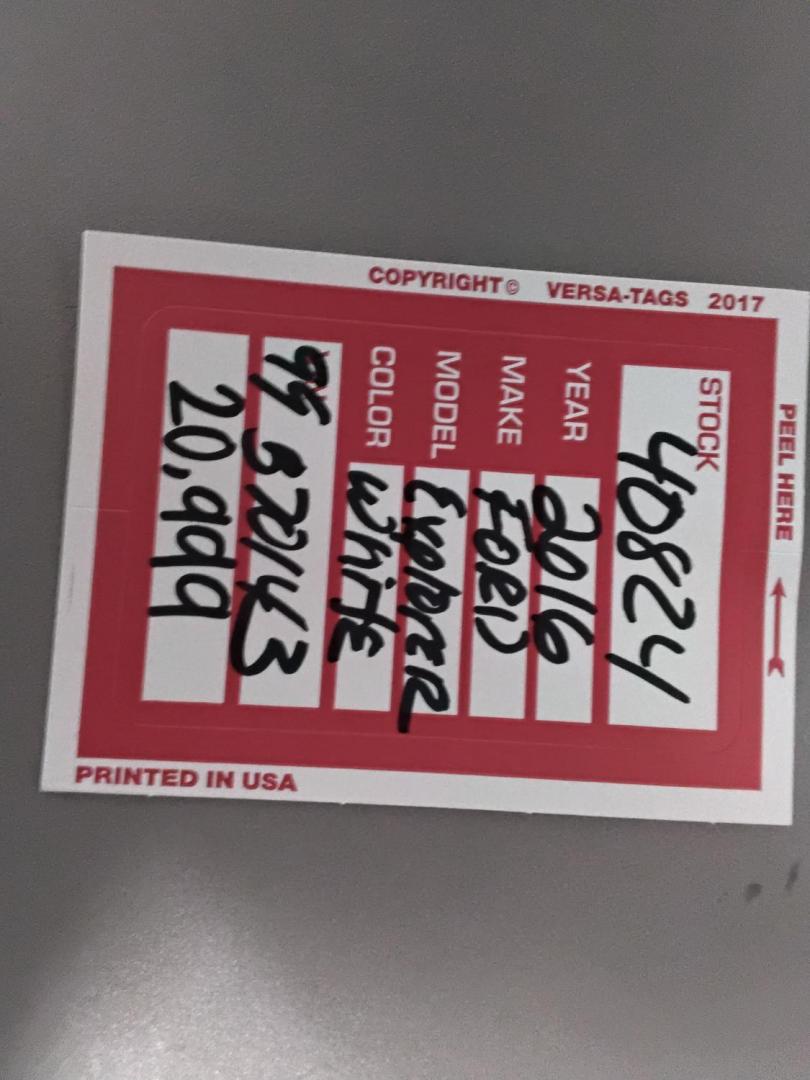 PEEL HERE
STOCK
40824
YEAR 2016
MAKE FORD
MODEL Explorer
COLOR White
20,999
COPYRIGHT© VERSA-TAGS 2017
PRINTED IN USA